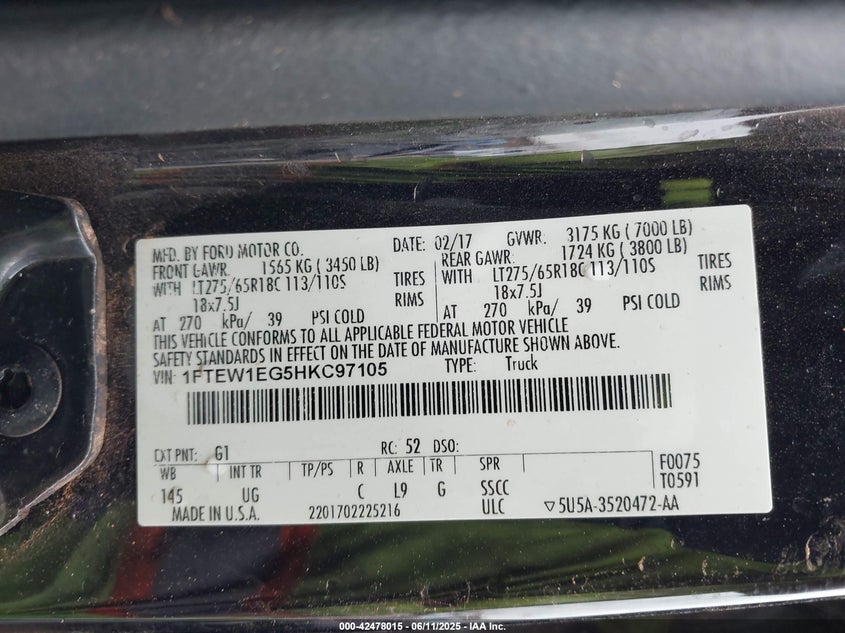 MFD. BY FORD MOTOR CO. DATE: 02/17 GVWR. 3175 KG ( 7000 LB)
FRONT GAWR. 1565 KG ( 3450 LB) REAR GAWR: 1724 KG ( 3800 LB)
WITH LT275/65R18C 113/110S TIRES WITH LT275/65R18C 113/110S TIRES
18x7.5J RIMS 18x7.5J RIMS
AT 270 kPa/ 39 PSI COLD AT 270 kPa/ 39 PSI COLD
THIS VEHICLE CONFORMS TO ALL APPLICABLE FEDERAL MOTOR VEHICLE
SAFETY STANDARDS IN EFFECT ON THE DATE OF MANUFACTURE SHOWN ABOVE.
VIN: 1FTEW1EG5HKC97105 TYPE: Truck
EXT PNT: G1 RC: 52 DSO:
WB INT TR TP/PS R AXLE TR SPR F0075
145 UG C L9 G SSCC T0591
MADE IN U.S.A. 2201702225216 ULC ▽5U5A-3520472-AA
000-42478015 - 06/11/2025 - IAA Inc.